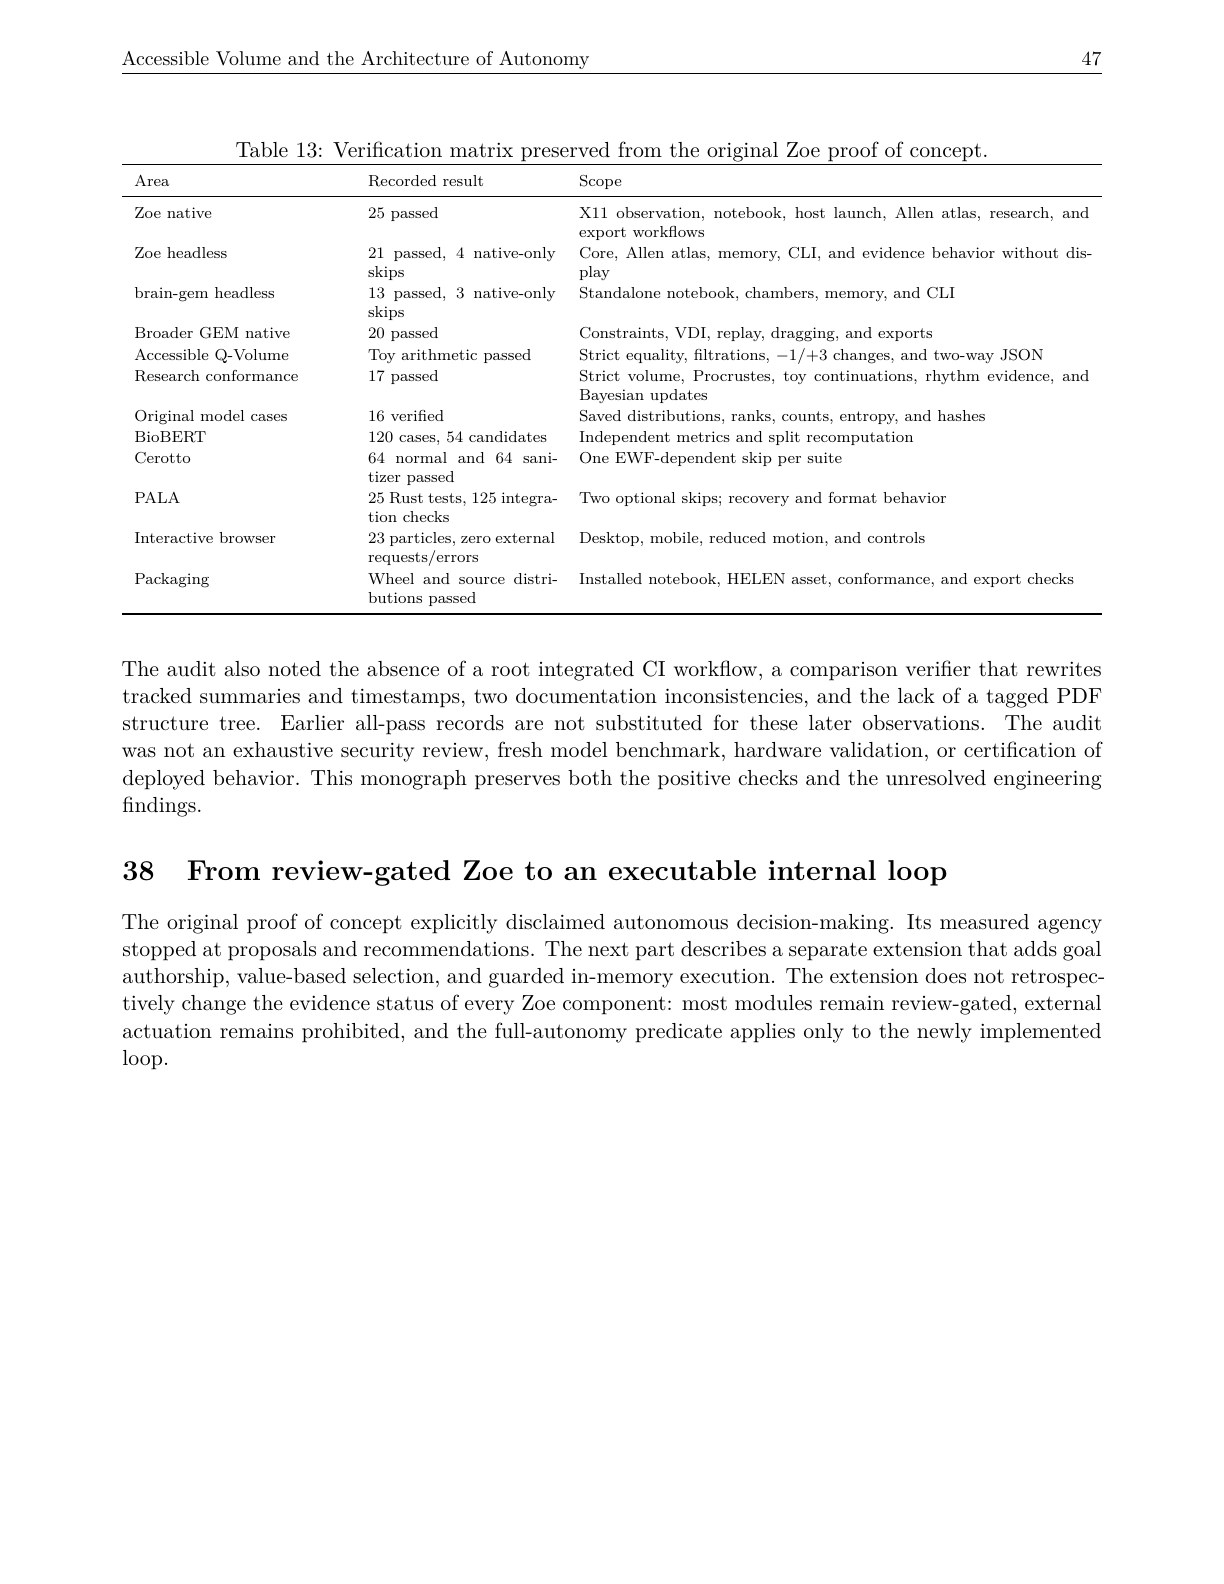 Accessible Volume and the Architecture of Autonomy 47
Table 13: Verification matrix preserved from the original Zoe proof of concept.
Area Recorded result Scope
Zoe native 25 passed X11 observation, notebook, host launch, Allen atlas, research, and
export workflows
Zoe headless 21 passed, 4 native-only Core, Allen atlas, memory, CLI, and evidence behavior without dis-
skips play
brain-gem headless 13 passed, 3 native-only Standalone notebook, chambers, memory, and CLI
skips
Broader GEM native 20 passed Constraints, VDI, replay, dragging, and exports
Accessible Q-Volume Toy arithmetic passed Strict equality, filtrations, −1/+3 changes, and two-way JSON
Research conformance 17 passed Strict volume, Procrustes, toy continuations, rhythm evidence, and
Bayesian updates
Original model cases 16 verified Saved distributions, ranks, counts, entropy, and hashes
BioBERT 120 cases, 54 candidates Independent metrics and split recomputation
Cerotto 64 normal and 64 sani- One EWF-dependent skip per suite
tizer passed
PALA 25 Rust tests, 125 integra- Two optional skips; recovery and format behavior
tion checks
Interactive browser 23 particles, zero external Desktop, mobile, reduced motion, and controls
requests/errors
Packaging Wheel and source distri- Installed notebook, HELEN asset, conformance, and export checks
butions passed
The audit also noted the absence of a root integrated CI workflow, a comparison verifier that rewrites
tracked summaries and timestamps, two documentation inconsistencies, and the lack of a tagged PDF
structure tree. Earlier all-pass records are not substituted for these later observations. The audit
was not an exhaustive security review, fresh model benchmark, hardware validation, or certification of
deployed behavior. This monograph preserves both the positive checks and the unresolved engineering
findings.
38 From review-gated Zoe to an executable internal loop
The original proof of concept explicitly disclaimed autonomous decision-making. Its measured agency
stopped at proposals and recommendations. The next part describes a separate extension that adds goal
authorship, value-based selection, and guarded in-memory execution. The extension does not retrospec-
tively change the evidence status of every Zoe component: most modules remain review-gated, external
actuation remains prohibited, and the full-autonomy predicate applies only to the newly implemented
loop.